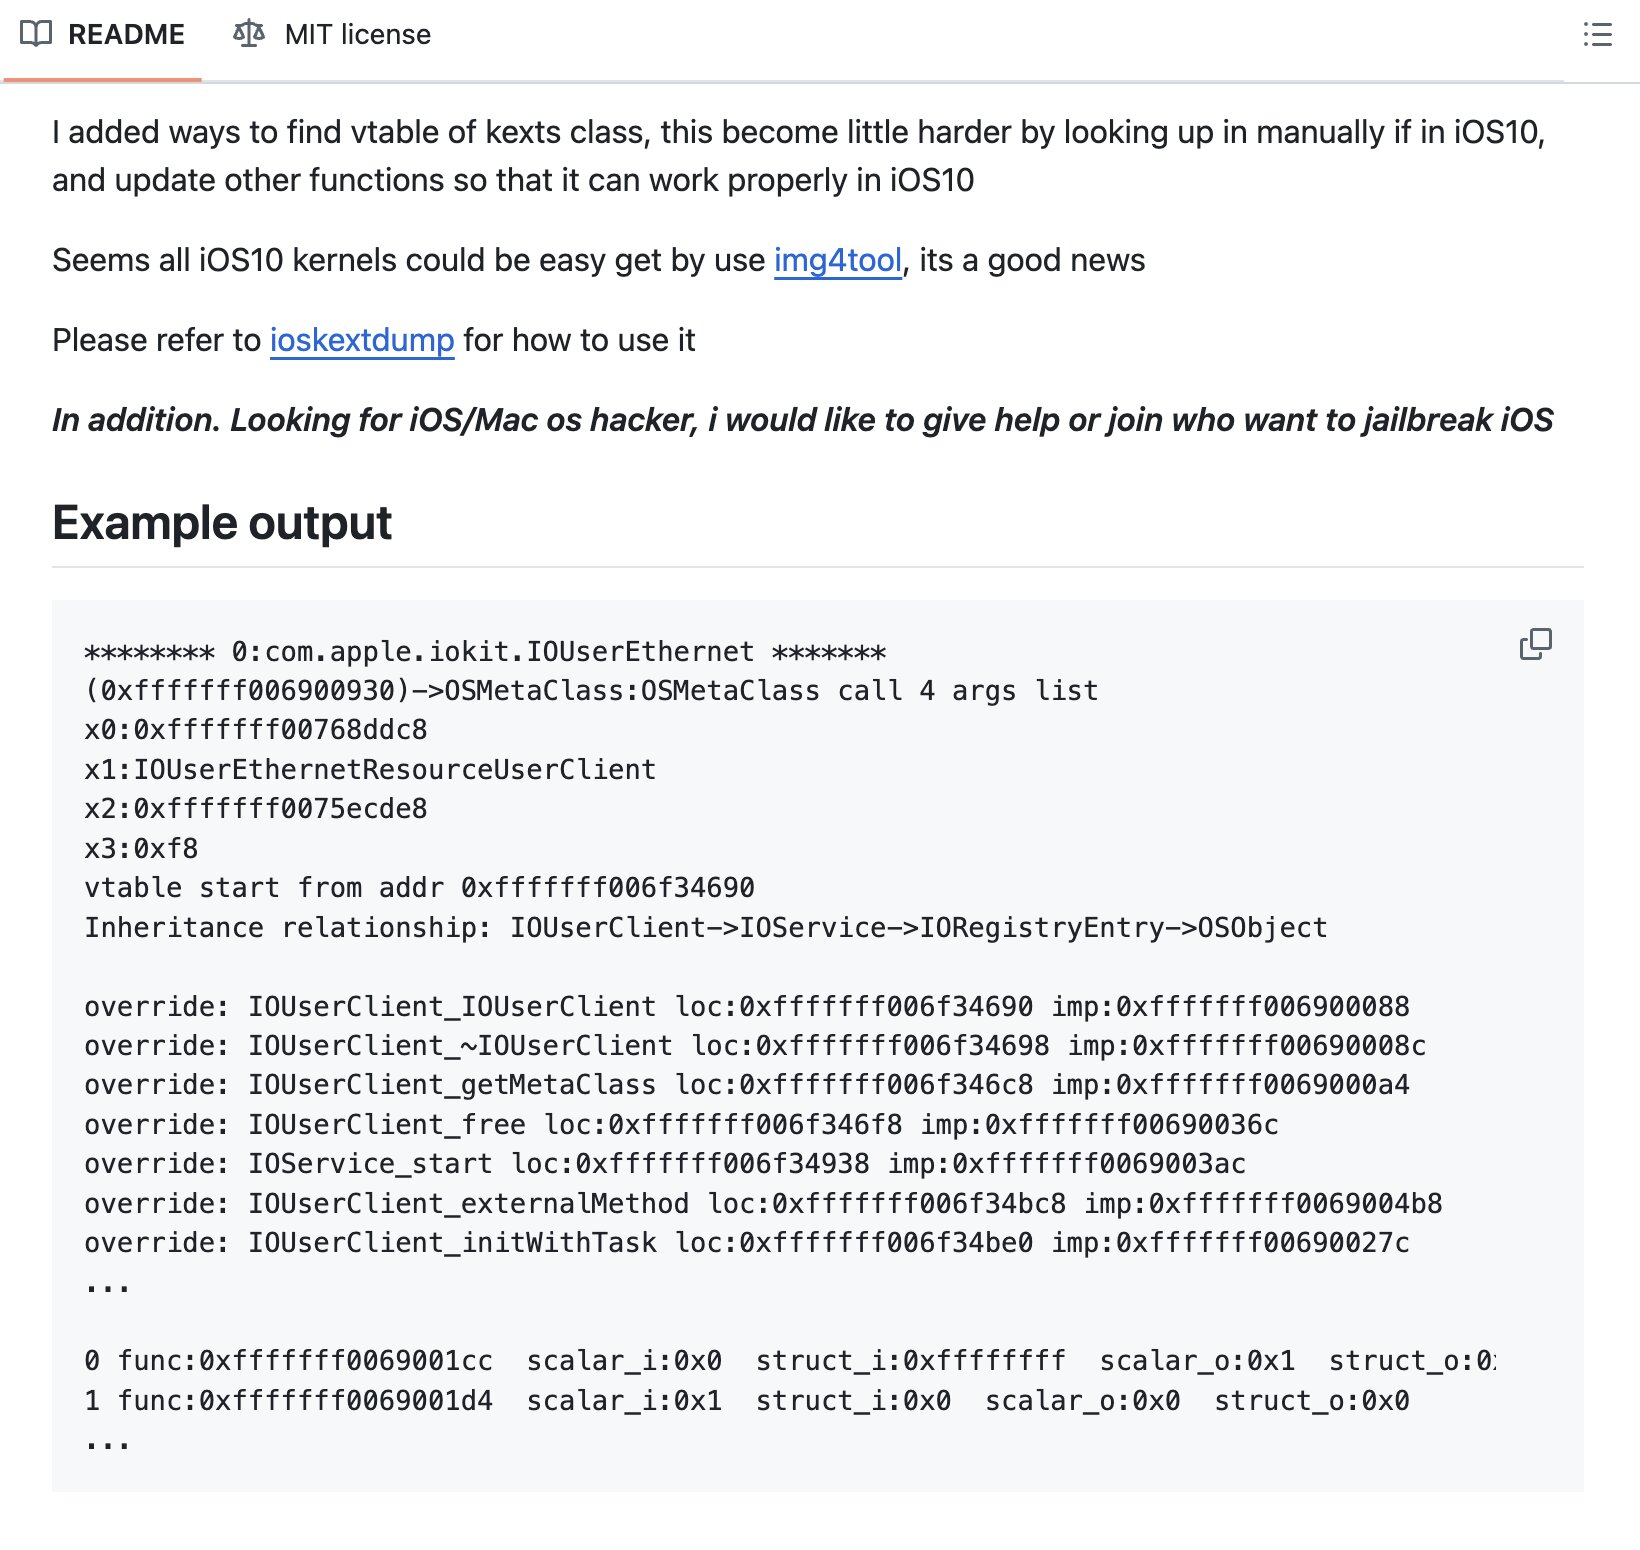 README MIT license
I added ways to find vtable of kexts class, this become little harder by looking up in manually if in iOS10,
and update other functions so that it can work properly in iOS10
Seems all iOS10 kernels could be easy get by use img4tool, its a good news
Please refer to ioskextdump for how to use it
In addition. Looking for iOS/Mac os hacker, i would like to give help or join who want to jailbreak iOS
Example output
******** 0:com.apple.iokit.IOUserEthernet *******
(0xfffffff006900930)->OSMetaClass:OSMetaClass call 4 args list
x0:0xfffffff00768ddc8
x1:IOUserEthernetResourceUserClient
x2:0xfffffff0075ecde8
x3:0xf8
vtable start from addr 0xfffffff006f34690
Inheritance relationship: IOUserClient->IOService->IORegistryEntry->OSObject
override: IOUserClient_IOUserClient loc:0xfffffff006f34690 imp:0xfffffff006900088
override: IOUserClient_~IOUserClient loc:0xfffffff006f34698 imp:0xfffffff00690008c
override: IOUserClient_getMetaClass loc:0xfffffff006f346c8 imp:0xfffffff0069000a4
override: IOUserClient_free loc:0xfffffff006f346f8 imp:0xfffffff00690036c
override: IOService_start loc:0xfffffff006f34938 imp:0xfffffff0069003ac
override: IOUserClient_externalMethod loc:0xfffffff006f34bc8 imp:0xfffffff0069004b8
override: IOUserClient_initWithTask loc:0xfffffff006f34be0 imp:0xfffffff00690027c
...
0 func:0xfffffff0069001cc  scalar_i:0x0  struct_i:0xffffffff  scalar_o:0x1  struct_o:0
1 func:0xfffffff0069001d4  scalar_i:0x1  struct_i:0x0  scalar_o:0x0  struct_o:0x0
...